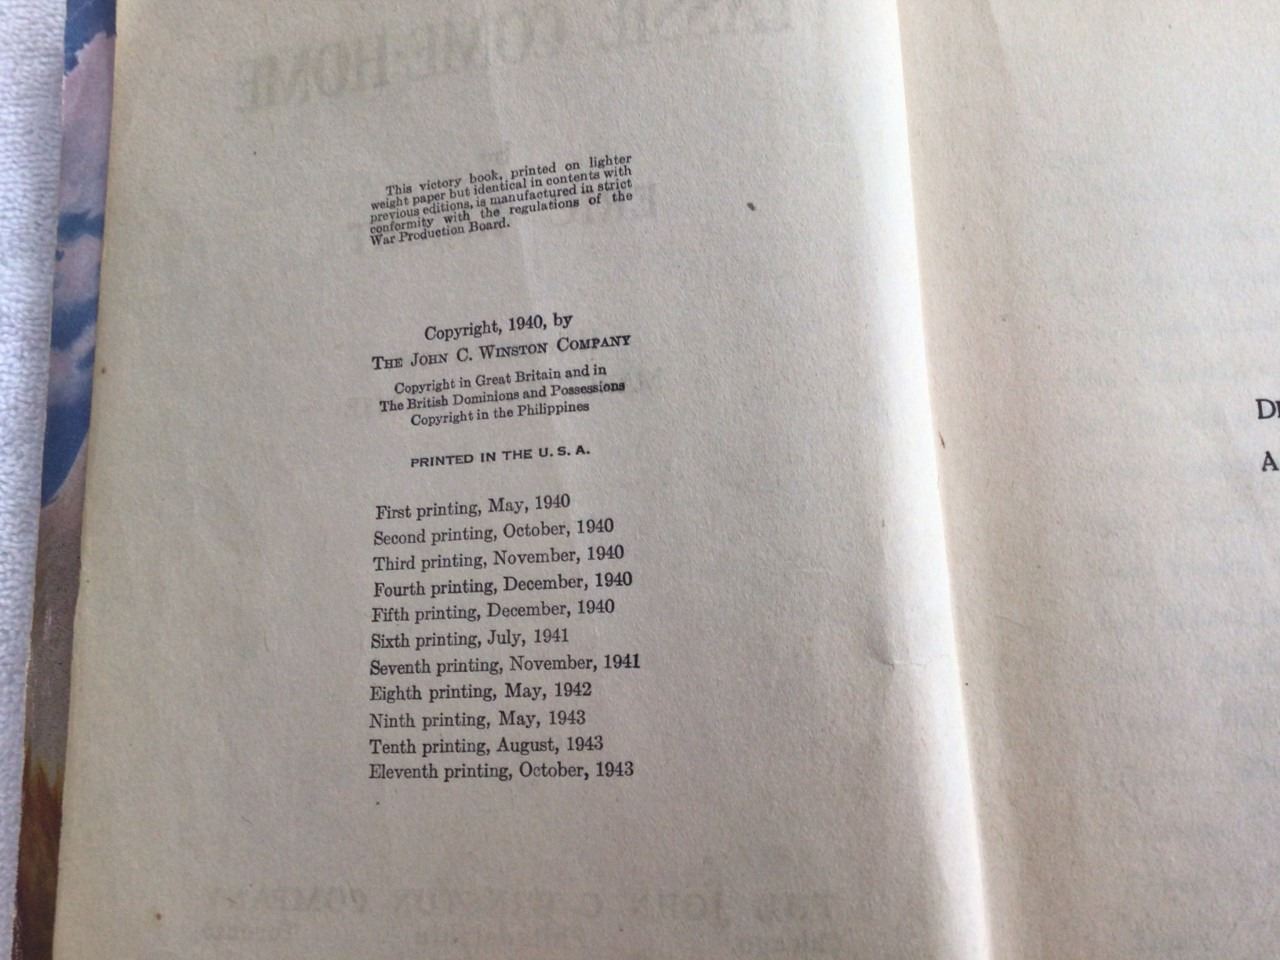 This victory book, printed on lighter
weight paper but identical in contents with
previous editions, is manufactured in strict
conformity with the regulations of the
War Production Board.
Copyright, 1940, by
THE JOHN C. WINSTON COMPANY
Copyright in Great Britain and in
The British Dominions and Possessions
Copyright in the Philippines
PRINTED IN THE U. S. A.
First printing, May, 1940
Second printing, October, 1940
Third printing, November, 1940
Fourth printing, December, 1940
Fifth printing, December, 1940
Sixth printing, July, 1941
Seventh printing, November, 1941
Eighth printing, May, 1942
Ninth printing, May, 1943
Tenth printing, August, 1943
Eleventh printing, October, 1943